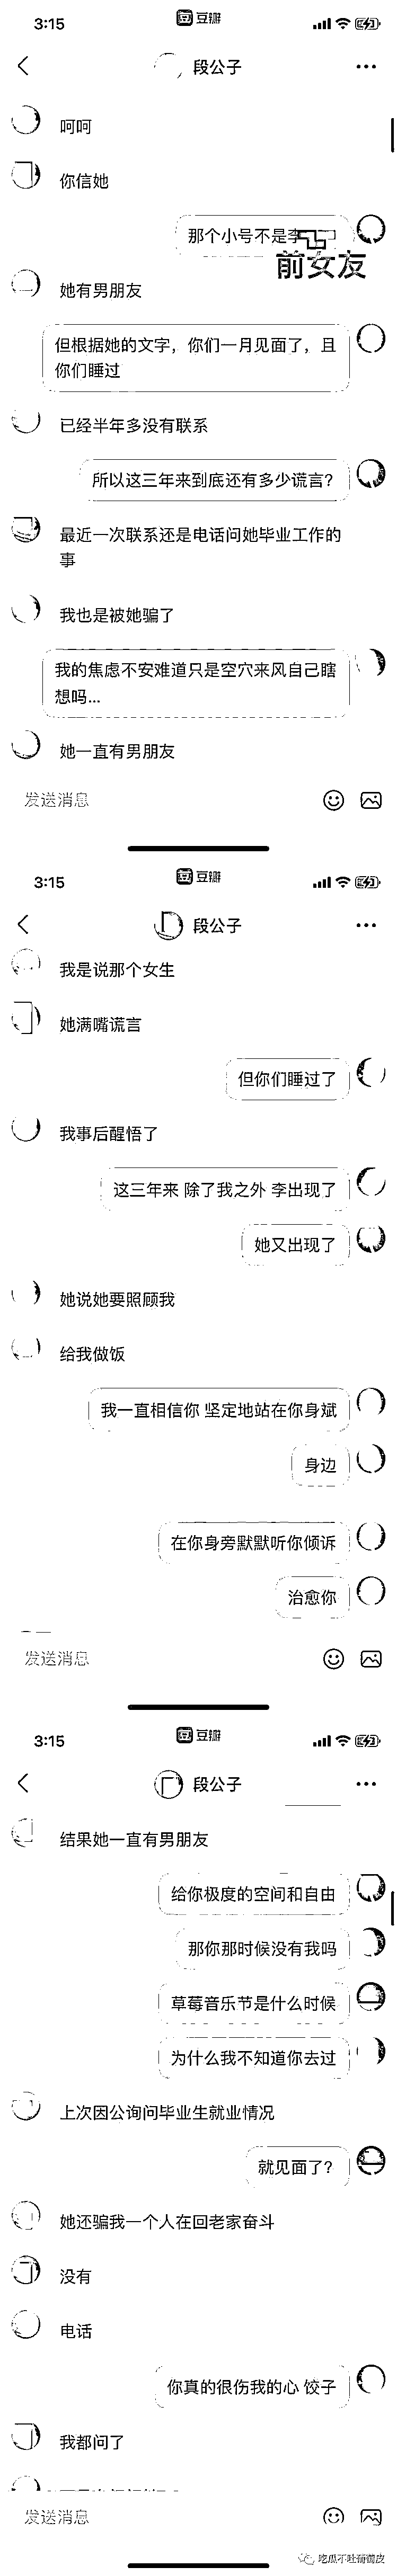 3:15
豆瓣
段公子
呵呵
你信她
那个小号不是李
前女友
她有男朋友
但根据她的文字，你们一月见面了，且
你们睡过
已经半年多没有联系
所以这三年来到底还有多少谎言?
最近一次联系还是电话问她毕业工作的
事
我也是被她骗了
我的焦虑不安难道只是空穴来风自己瞎
想吗...
她一直有男朋友
发送消息
3:15
豆瓣
段公子
我是说那个女生
她满嘴谎言
但你们睡过了
我事后醒悟了
这三年来 除了我之外 李出现了
她又出现了
她说她要照顾我
给我做饭
我一直相信你 坚定地站在你身斌
身边
在你身旁默默听你倾诉
治愈你
发送消息
3:15
豆瓣
段公子
结果她一直有男朋友
给你极度的空间和自由
那你那时候没有我吗
草莓音乐节是什么时候
为什么我不知道你去过
上次因公询问毕业生就业情况
就见面了?
她还骗我一个人在回老家奋斗
没有
电话
你真的很伤我的心 饺子
我都问了
发送消息
吃瓜不吐葡萄皮